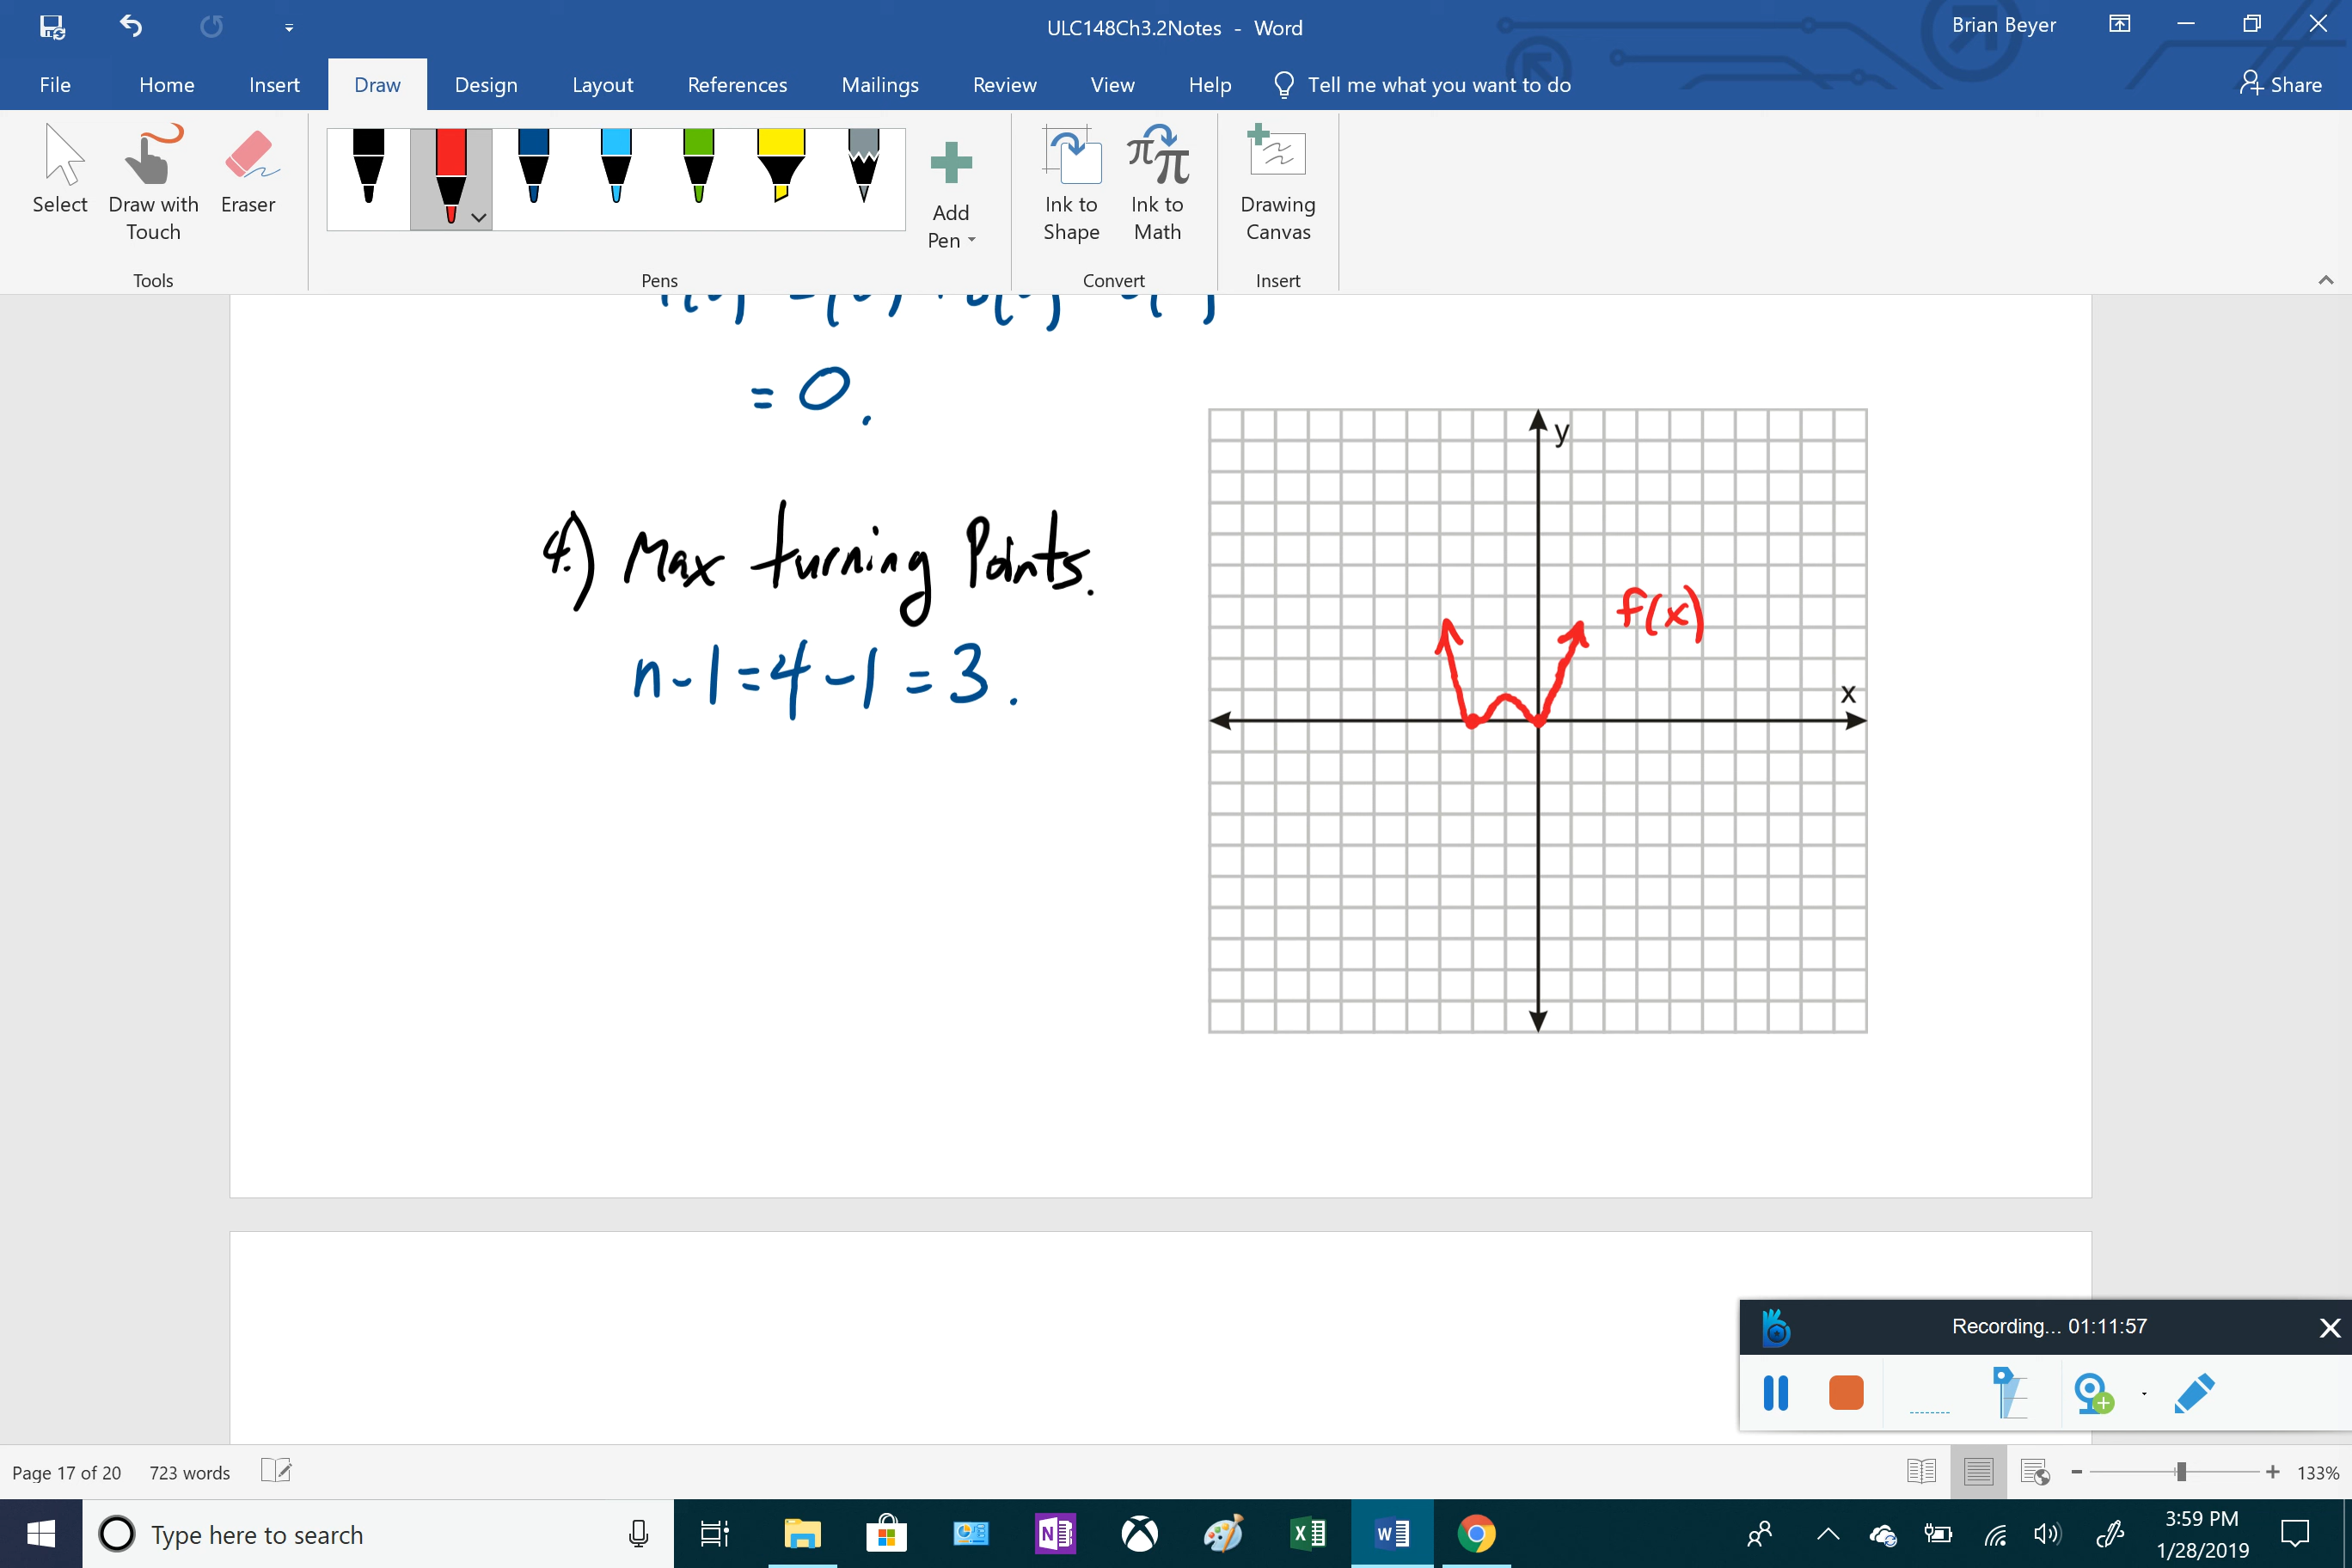 ULC148Ch3.2Notes - Word
Brian Beyer
File Home Insert Draw Design Layout References Mailings Review View Help Tell me what you want to do Share
Select
Draw with
Touch
Eraser
Add
Pen
Ink to
Shape
Ink to
Math
Drawing
Canvas
Tools
Pens
Convert
Insert
= 0.
4.) Max turning Points.
n-1=4-1=3.
y
f(x)
x
Recording... 01:11:57
Page 17 of 20 723 words
133%
Type here to search
3:59 PM
1/28/2019